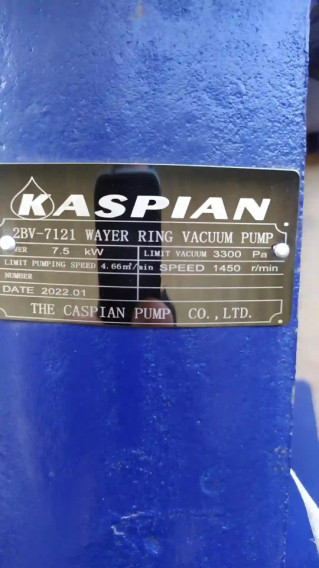 KASPIAN
2BV-7121 WAYER RING VACUUM PUMP
7.5 kW LIMIT VACUUM 3300 Pa
LIMIT PUMPING SPEED 4.66m³/min SPEED 1450 r/min
NUMBER
DATE 2022.01
THE CASPIAN PUMP CO.,LTD.